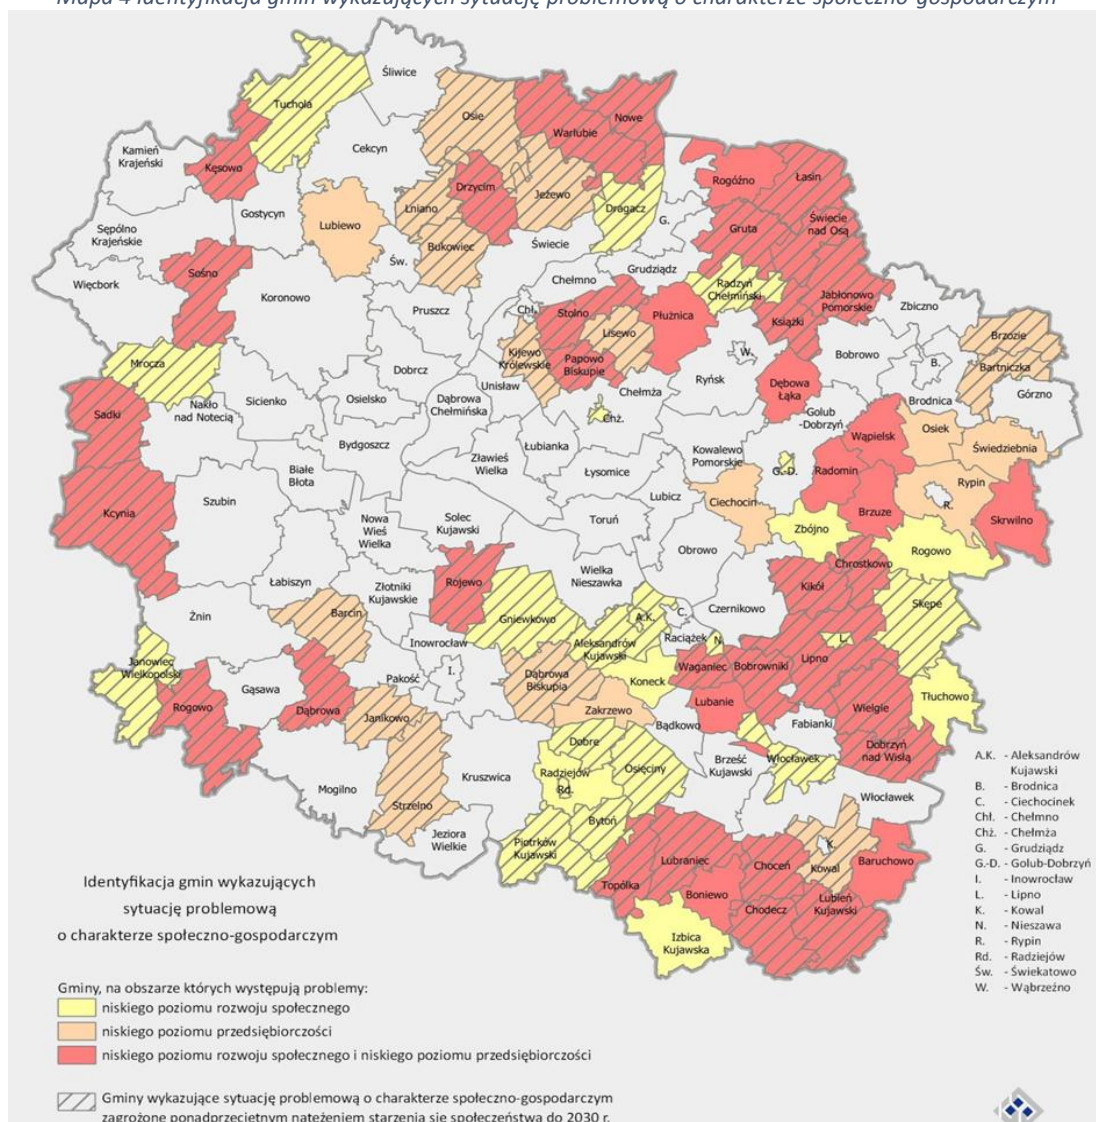 Mapa 4 Identyfikacja gmin wykazujących sytuację problemową o charakterze społeczno-gospodarczym
Śliwice
Tuchola
Osie
Nowe
Warlubie
Kamień
Krajeński
Cekcyn
Kęsowo
Drzycim
Jeżewo
Rogóźno
Łasin
Gostycyn
Lubiewo
Lniano
Dragacz
G.
Gruta
Świecie
nad Osą
Sępólno
Krajeńskie
Bukowiec
Świecie
Św.
Sośno
Więcbork
Koronowo
Chełmno
Grudziądz
Radzyń
Chełmiński
Jabłonowo
Pomorskie
Zbiczno
Pruszcz
Chł.
Stolno
Płużnica
Książki
Lisewo
Brzozie
Mrocza
Kijewo
Królewskie
Papowo
Biskupie
W.
Bobrowo
B.
Bartniczka
Dobrcz
Unisław
Chełmża
Ryńsk
Dębowa
Łąka
Brodnica
Górzno
Sadki
Nakło
nad Notecią
Sicienko
Osielsko
Dąbrowa
Chełmińska
Chż.
Golub
-Dobrzyń
Osiek
Bydgoszcz
Łubianka
Kowalewo
Pomorskie
Wąpielsk
Świedziebnia
Zławieś
Wielka
Łysomice
G.-D.
Radomin
Rypin
Białe
Błota
Kcynia
Szubin
Lubicz
Ciechocin
R.
Brzuze
Skrwilno
Nowa
Wieś
Wielka
Solec
Kujawski
Toruń
Zbójno
Rogowo
Obrowo
Rojewo
Wielka
Nieszawka
Chrostkowo
Łabiszyn
Złotniki
Kujawskie
Kikół
Żnin
Barcin
Gniewkowo
A.K.
C.
Czernikowo
Skępe
Inowrocław
Aleksandrów
Kujawski
Raciążek
N.
L.
Janowiec
Wielkopolski
Gąsawa
Pakość
I.
Dąbrowa
Biskupia
Koneck
Waganiec
Bobrowniki
Lipno
Rogowo
Dąbrowa
Janikowo
Zakrzewo
Lubanie
Wielgie
Tłuchowo
Bądkowo
Fabianki
Dobre
Włocławek
Dobrzyń
nad Wisłą
Kruszwica
Radziejów
Rd.
Osięciny
Brześć
Kujawski
Mogilno
Strzelno
Włocławek
Jeziora
Wielkie
Bytoń
Piotrków
Kujawski
K.
Kowal
Baruchowo
Lubraniec
Choceń
Topólka
Boniewo
Chodecz
Lubień
Kujawski
Izbica
Kujawska
A.K. - Aleksandrów
Kujawski
B. - Brodnica
C. - Ciechocinek
Chł. - Chełmno
Chż. - Chełmża
G. - Grudziądz
G.-D. - Golub-Dobrzyń
I. - Inowrocław
L. - Lipno
K. - Kowal
N. - Nieszawa
R. - Rypin
Rd. - Radziejów
Św. - Świekatowo
W. - Wąbrzeźno
Identyfikacja gmin wykazujących
sytuację problemową
o charakterze społeczno-gospodarczym
Gminy, na obszarze których występują problemy:
niskiego poziomu rozwoju społecznego
niskiego poziomu przedsiębiorczości
niskiego poziomu rozwoju społecznego i niskiego poziomu przedsiębiorczości
Gminy wykazujące sytuację problemową o charakterze społeczno-gospodarczym
zagrożone ponadprzeciętnym natężeniem starzenia się społeczeństwa do 2030 r.